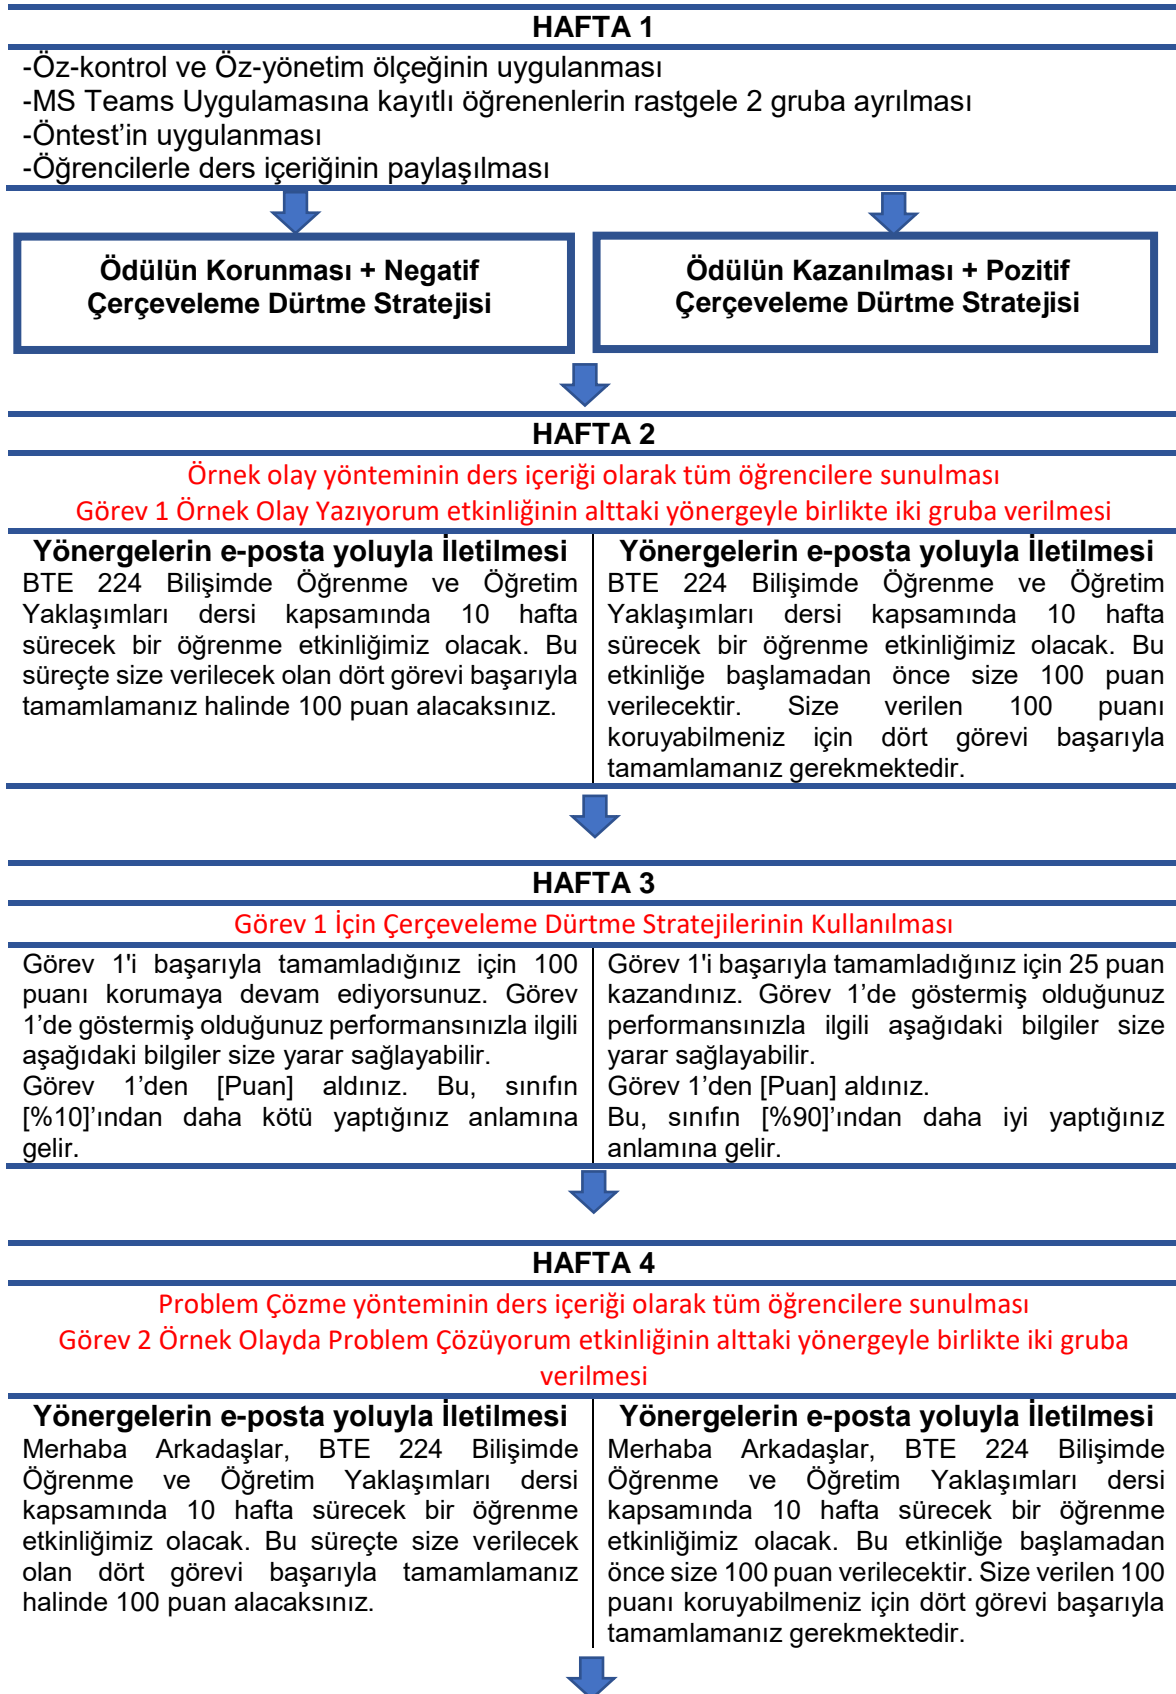 HAFTA 1
-Öz-kontrol ve Öz-yönetim ölçeğinin uygulanması
-MS Teams Uygulamasına kayıtlı öğrenenlerin rastgele 2 gruba ayrılması
-Öntest'in uygulanması
-Öğrencilerle ders içeriğinin paylaşılması
Ödülün Korunması + Negatif
Çerçeveleme Dürtme Stratejisi
Ödülün Kazanılması + Pozitif
Çerçeveleme Dürtme Stratejisi
HAFTA 2
Örnek olay yönteminin ders içeriği olarak tüm öğrencilere sunulması
Görev 1 Örnek Olay Yazıyorum etkinliğinin alttaki yönergeyle birlikte iki gruba verilmesi
Yönergelerin e-posta yoluyla İletilmesi
BTE 224 Bilişimde Öğrenme ve Öğretim
Yaklaşımları dersi kapsamında 10 hafta
sürecek bir öğrenme etkinliğimiz olacak. Bu
süreçte size verilecek olan dört görevi başarıyla
tamamlamanız halinde 100 puan alacaksınız.
Yönergelerin e-posta yoluyla İletilmesi
BTE 224 Bilişimde Öğrenme ve Öğretim
Yaklaşımları dersi kapsamında 10 hafta
sürecek bir öğrenme etkinliğimiz olacak. Bu
etkinliğe başlamadan önce size 100 puan
verilecektir. Size verilen 100 puanı
koruyabilmeniz için dört görevi başarıyla
tamamlamanız gerekmektedir.
HAFTA 3
Görev 1 İçin Çerçeveleme Dürtme Stratejilerinin Kullanılması
Görev 1'i başarıyla tamamladığınız için 100
puanı korumaya devam ediyorsunuz. Görev
1'de göstermiş olduğunuz performansınızla ilgili
aşağıdaki bilgiler size yarar sağlayabilir.
Görev 1'den [Puan] aldınız. Bu, sınıfın
[%10]'ından daha kötü yaptığınız anlamına
gelir.
Görev 1'i başarıyla tamamladığınız için 25 puan
kazandınız. Görev 1'de göstermiş olduğunuz
performansınızla ilgili aşağıdaki bilgiler size
yarar sağlayabilir.
Görev 1'den [Puan] aldınız.
Bu, sınıfın [%90]'ından daha iyi yaptığınız
anlamına gelir.
HAFTA 4
Problem Çözme yönteminin ders içeriği olarak tüm öğrencilere sunulması
Görev 2 Örnek Olayda Problem Çözüyorum etkinliğinin alttaki yönergeyle birlikte iki gruba
verilmesi
Yönergelerin e-posta yoluyla İletilmesi
Merhaba Arkadaşlar, BTE 224 Bilişimde
Öğrenme ve Öğretim Yaklaşımları dersi
kapsamında 10 hafta sürecek bir öğrenme
etkinliğimiz olacak. Bu süreçte size verilecek
olan dört görevi başarıyla tamamlamanız
halinde 100 puan alacaksınız.
Yönergelerin e-posta yoluyla İletilmesi
Merhaba Arkadaşlar, BTE 224 Bilişimde
Öğrenme ve Öğretim Yaklaşımları dersi
kapsamında 10 hafta sürecek bir öğrenme
etkinliğimiz olacak. Bu etkinliğe başlamadan
önce size 100 puan verilecektir. Size verilen 100
puanı koruyabilmeniz için dört görevi başarıyla
tamamlamanız gerekmektedir.